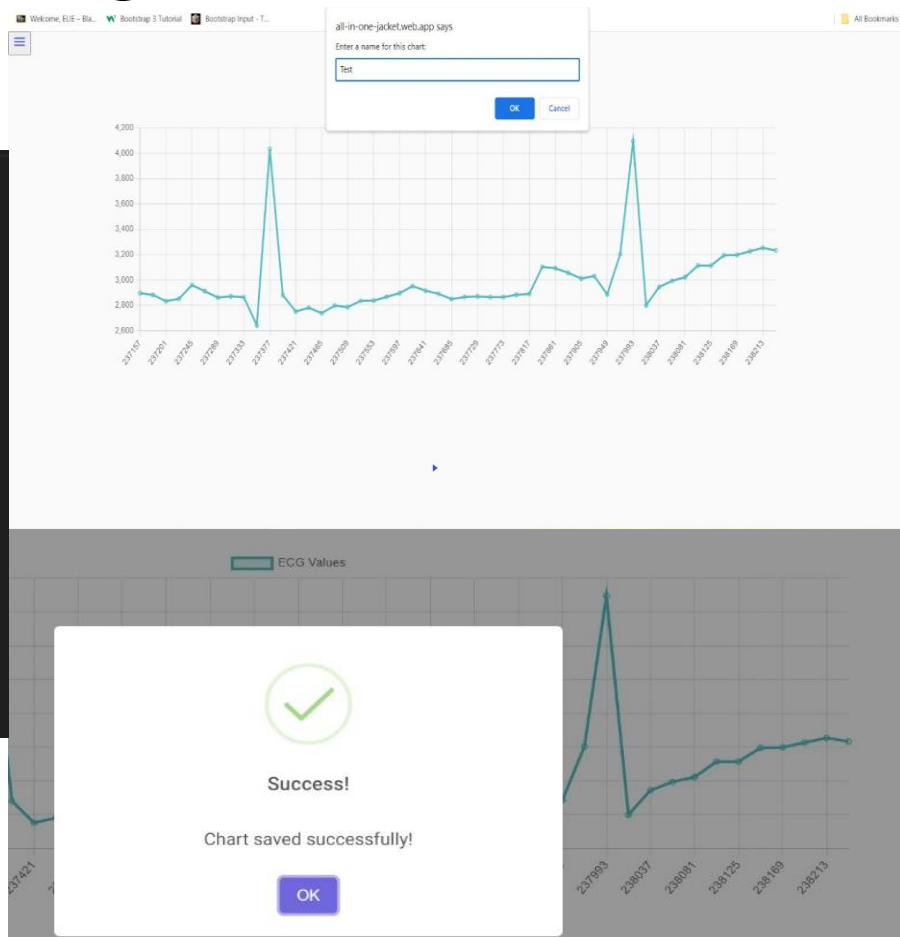 Welcome, ELIE – Bla... Bootstrap 3 Tutorial Bootstrap Input - T... All Bookmarks
all-in-one-jacket.web.app says
Enter a name for this chart:
Test
OK Cancel
4,200
4,000
3,800
3,600
3,400
3,200
3,000
2,800
2,600
237157 237201 237245 237289 237333 237377 237421 237465 237509 237553 237597 237641 237685 237729 237773 237817 237861 237905 237949 237993 238037 238081 238125 238169 238213
ECG Values
Success!
Chart saved successfully!
OK
237421 237993 238037 238081 238125 238169 238213